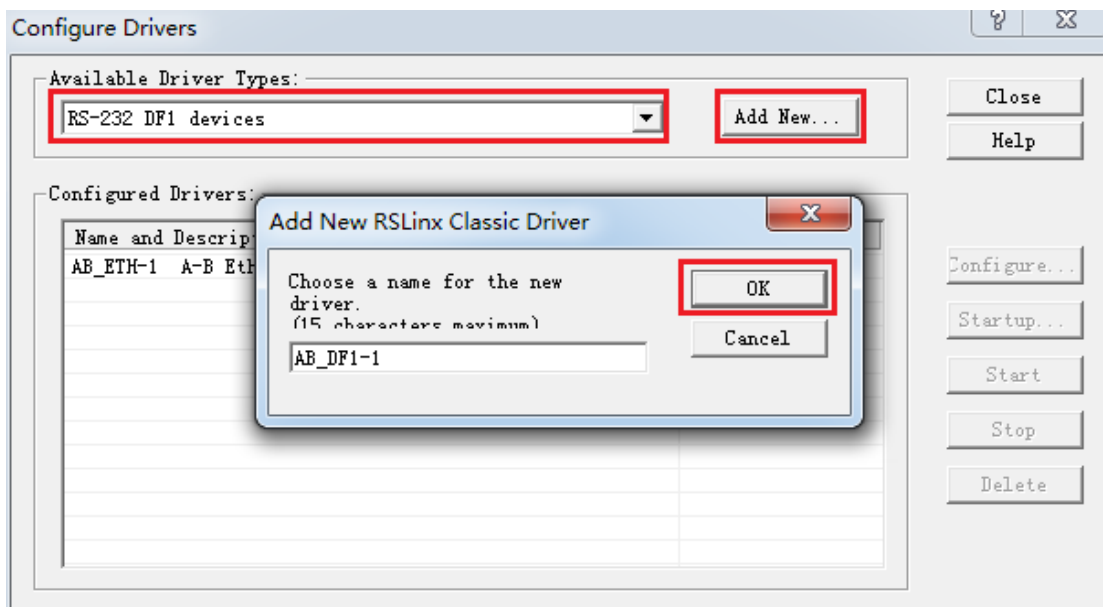 Configure Drivers
Available Driver Types:
RS-232 DF1 devices
Add New...
Close
Help
Configured Drivers:
Name and Descrip
AB_ETH-1 A-B Eth
Add New RSLinx Classic Driver
Choose a name for the new
driver.
(15 characters maximum)
AB_DF1-1
OK
Cancel
Configure...
Startup...
Start
Stop
Delete